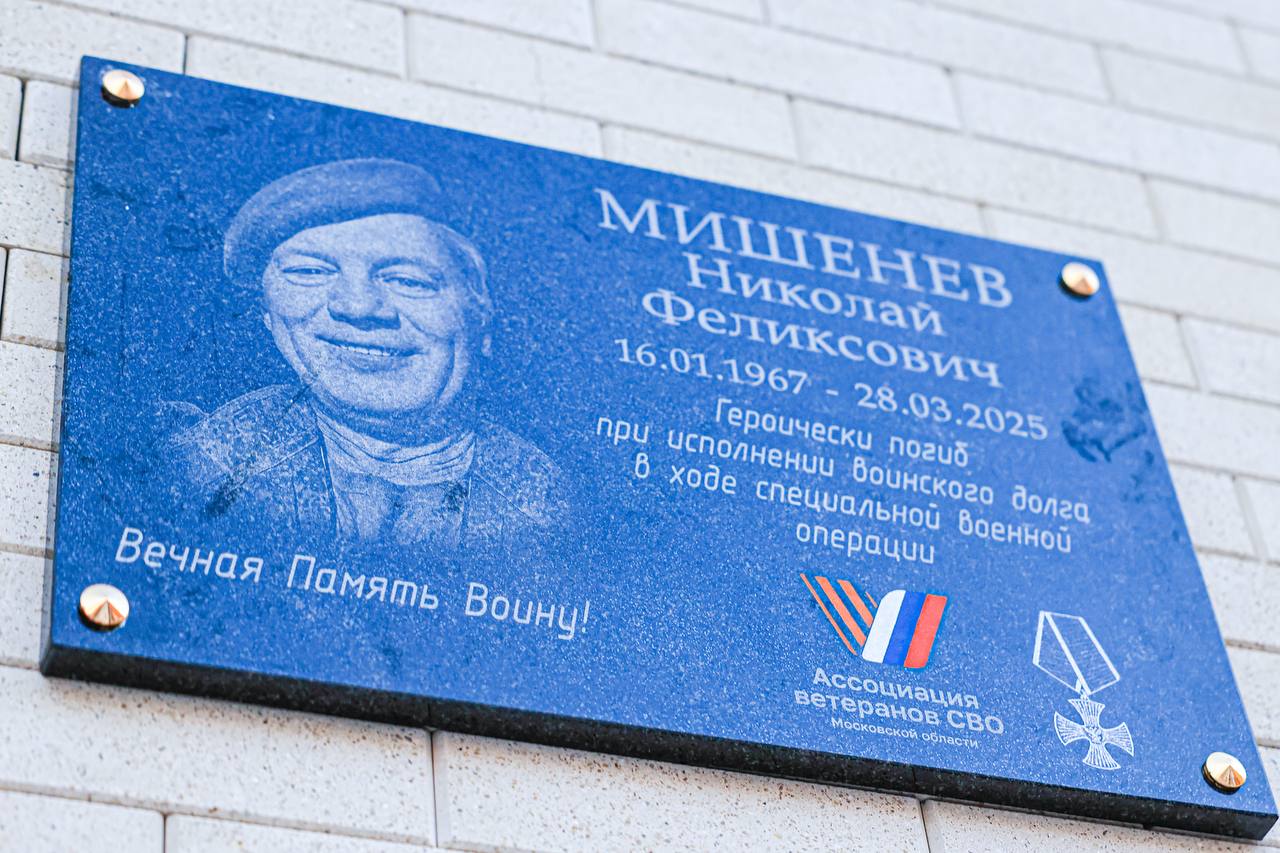 МИШЕНЕВ
Николай
Феликсович
16.01.1967 - 28.03.2025
Героически погиб
при исполнении воинского долга
в ходе специальной военной
операции
Вечная Память Воину!
Ассоциация
ветеранов СВО
Московской области